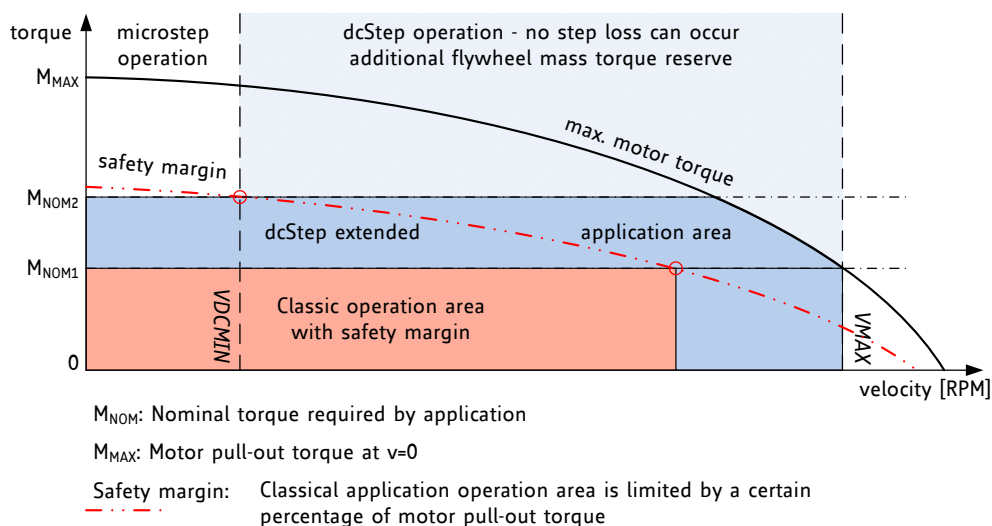 torque
microstep
operation
dcStep operation - no step loss can occur
additional flywheel mass torque reserve
MMAX
max. motor torque
safety margin
MNOM2
dcStep extended
application area
MNOM1
Classic operation area
with safety margin
VDCMIN
VMAX
0
velocity [RPM]
MNOM: Nominal torque required by application
MMAX: Motor pull-out torque at v=0
Safety margin: Classical application operation area is limited by a certain
percentage of motor pull-out torque